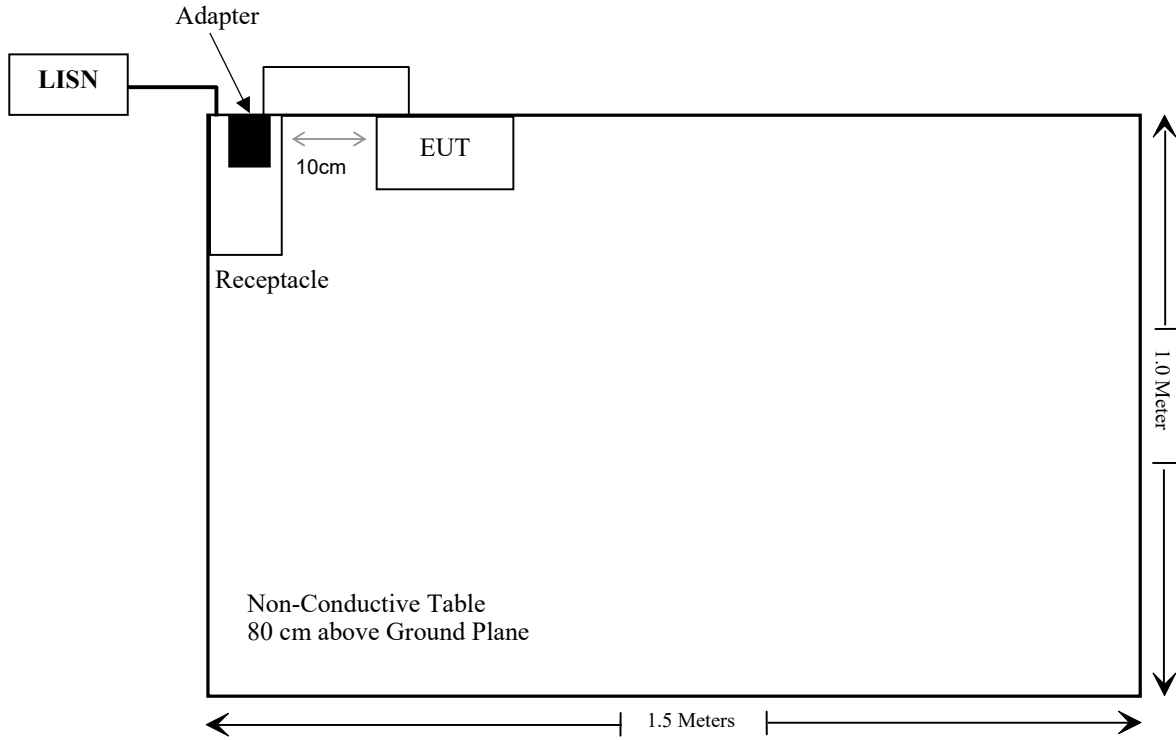 Adapter
LISN
EUT
10cm
Receptacle
1.0 Meter
Non-Conductive Table
80 cm above Ground Plane
1.5 Meters